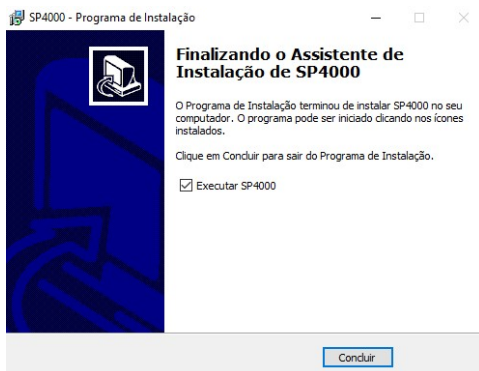 SP4000 - Programa de Instalação
Finalizando o Assistente de
Instalação de SP4000
O Programa de Instalação terminou de instalar SP4000 no seu
computador. O programa pode ser iniciado clicando nos ícones
instalados.
Clique em Concluir para sair do Programa de Instalação.
Executar SP4000
Concluir